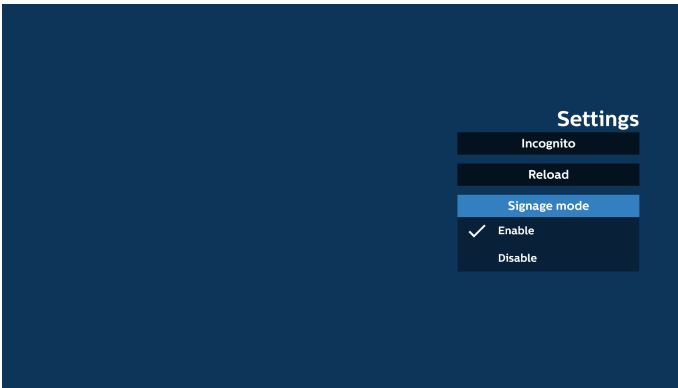 Settings
Incognito
Reload
Signage mode
Enable
Disable